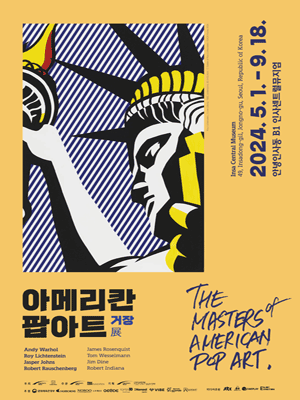 Insa Central Museum
49, Insadong-gil, Jongno-gu, Seoul, Republic of Korea
2024. 5. 1. - 9. 18.
안녕인사동 B1 인사센트럴뮤지엄
아메리칸
팝아트 거장
展
THE
MASTERS of
AMERICAN
POP ART.
Andy Warhol
Roy Lichtenstein
Jasper Johns
Robert Rauschenberg
James Rosenquist
Tom Wesselmann
Jim Dine
Robert Indiana